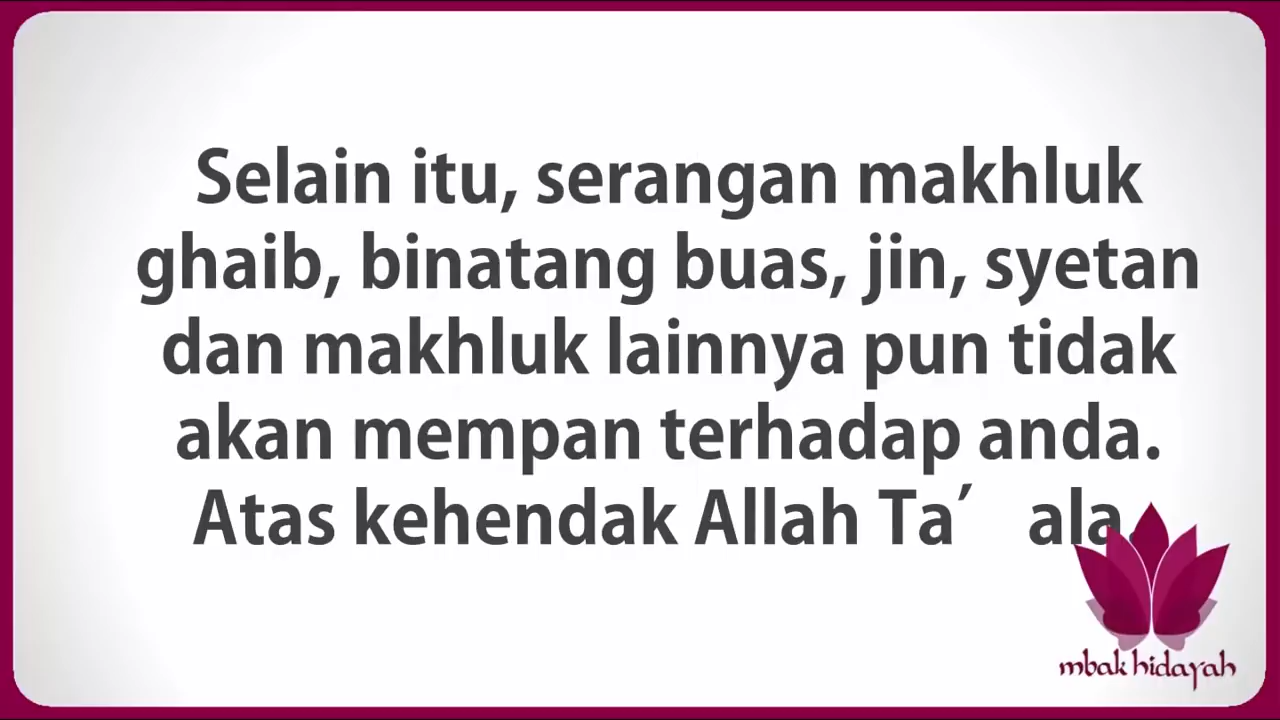 Selain itu, serangan makhluk
ghaib, binatang buas, jin, syetan
dan makhluk lainnya pun tidak
akan mempan terhadap anda.
Atas kehendak Allah Ta′ ala
mbak hidayah